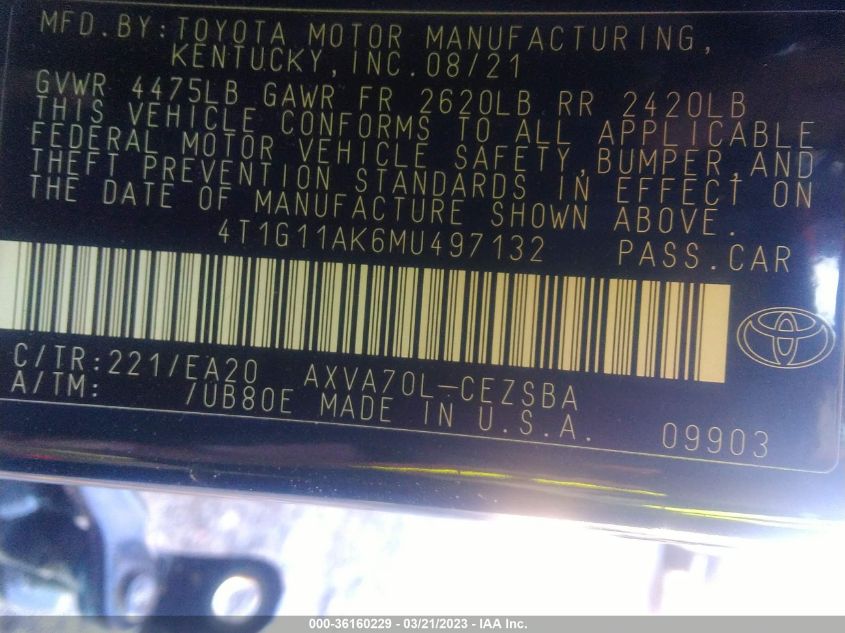 MFD.BY:TOYOTA MOTOR MANUFACTURING,
KENTUCKY,INC.08/21
GVWR 4475LB GAWR FR 2620LB RR 2420LB
THIS VEHICLE CONFORMS TO ALL APPLICABLE
FEDERAL MOTOR VEHICLE SAFETY,BUMPER,AND
THEFT PREVENTION STANDARDS IN EFFECT ON
THE DATE OF MANUFACTURE SHOWN ABOVE.
4T1G11AK6MU497132 PASS.CAR
C/TR:221/EA20 AXVA70L-CEZSBA
A/TM: /UB80E MADE IN U.S.A. 09903
000-36160229 - 03/21/2023 - IAA Inc.